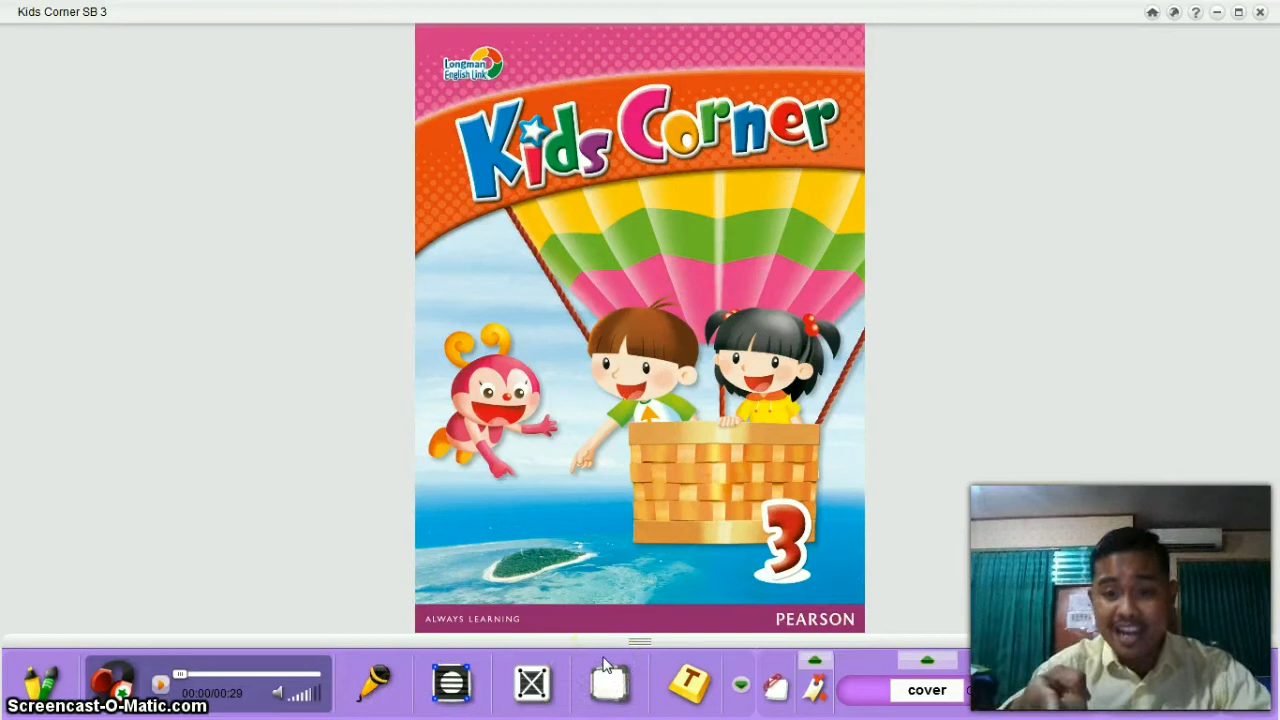 Kids Corner SB 3
Longman
English Link
Kids Corner
3
ALWAYS LEARNING
PEARSON
00:00/00:29
T
cover
Screencast-O-Matic.com